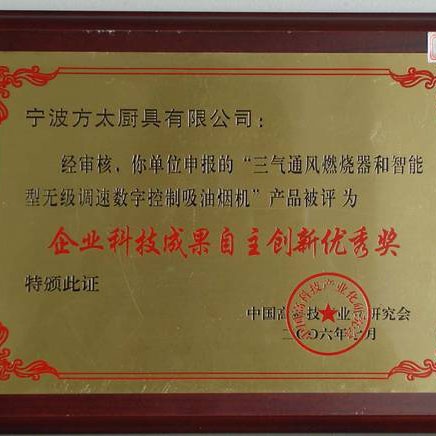 宁波方太厨具有限公司：
经审核、你单位申报的“三气通风燃烧器和智能
型无级调速数字控制吸油烟机”产品被评为
企业科技成果自主创新优秀奖
特颁此证
中国高科技产业化研究会
二〇〇六年 月